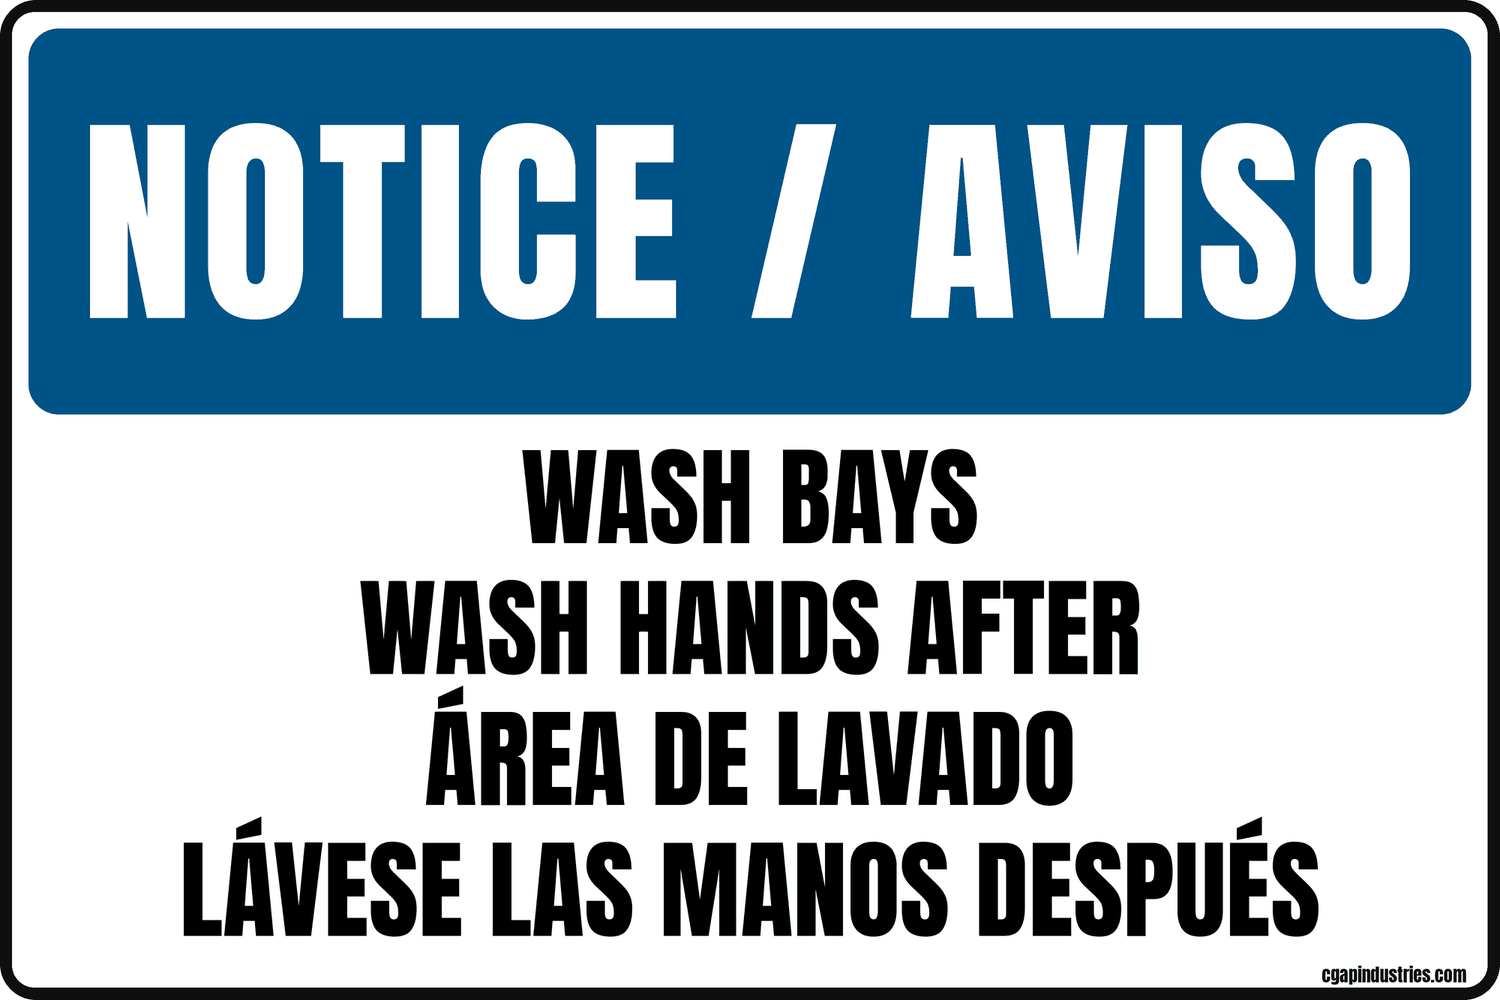 NOTICE / AVISO
WASH BAYS
WASH HANDS AFTER
ÁREA DE LAVADO
LÁVESE LAS MANOS DESPUÉS
cgapindustries.com